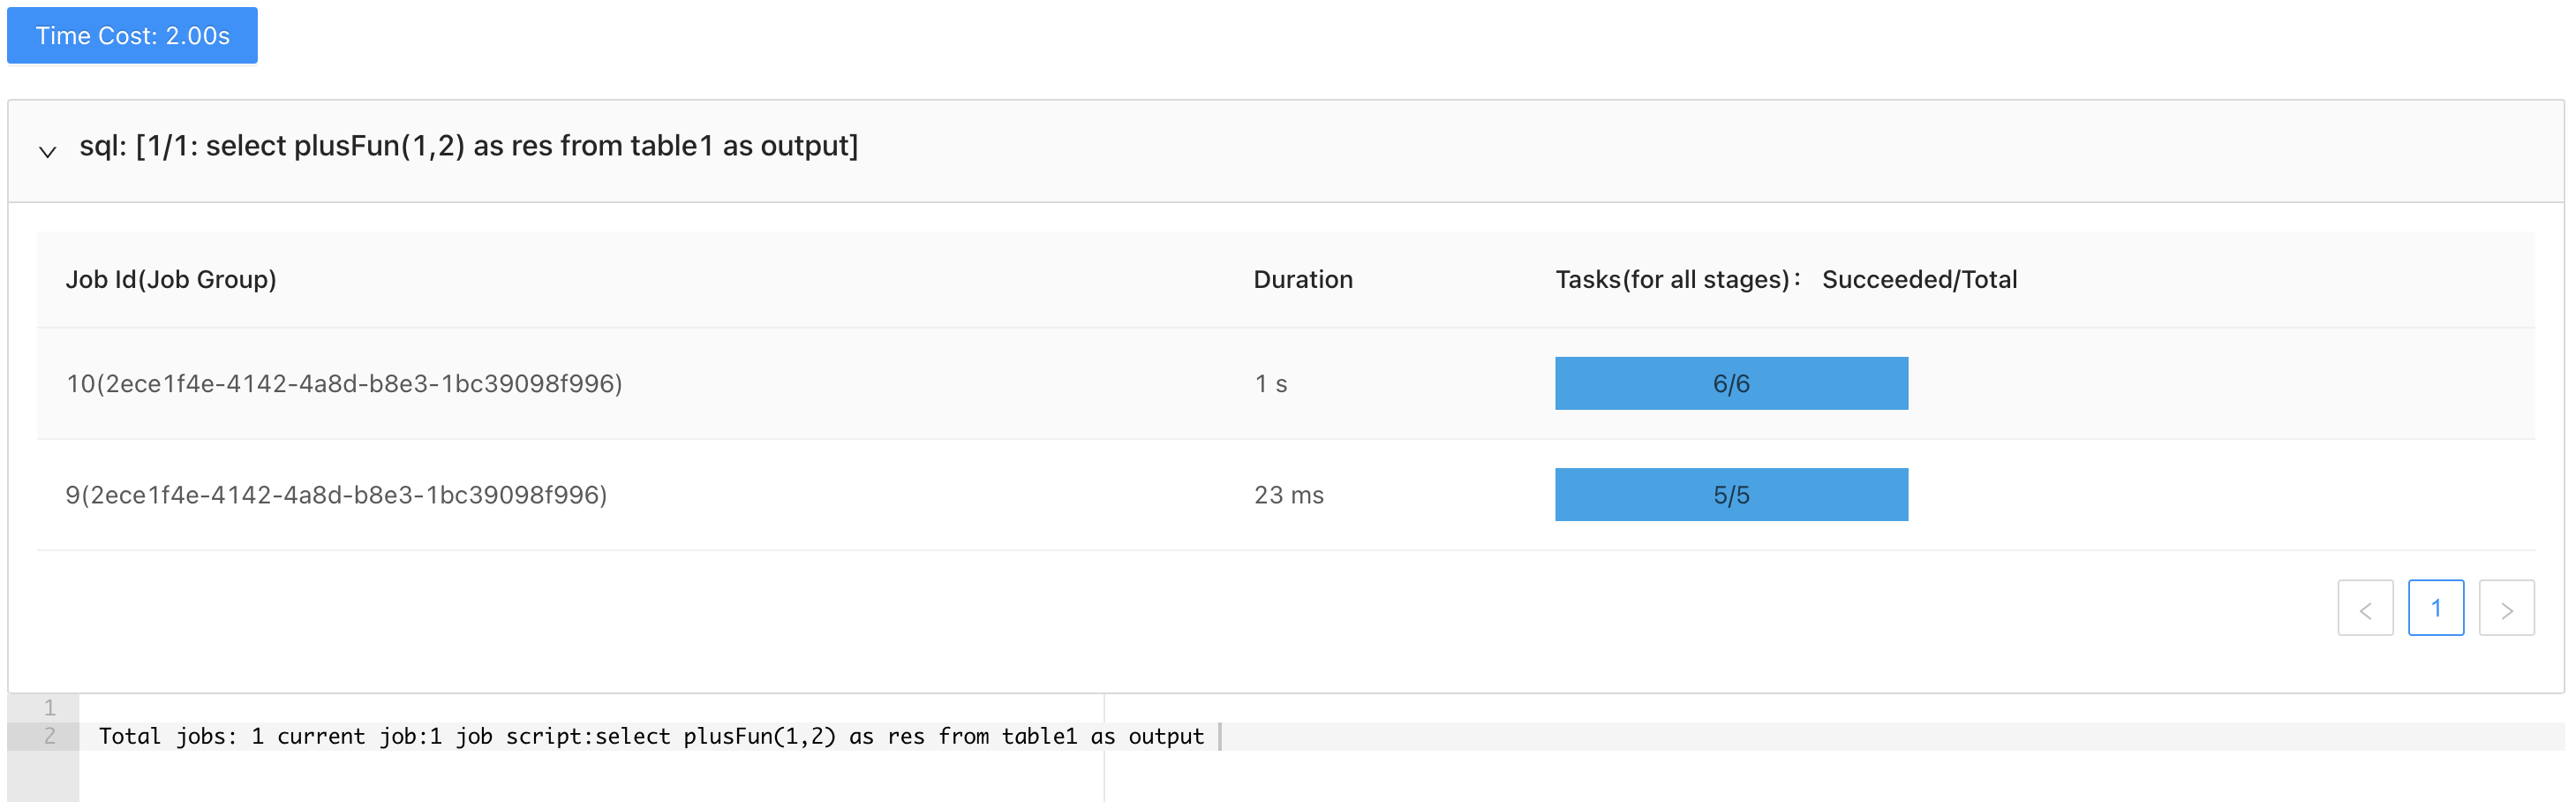 Time Cost: 2.00s
sql: [1/1: select plusFun(1,2) as res from table1 as output]
Job Id(Job Group) Duration Tasks(for all stages)： Succeeded/Total
10(2ece1f4e-4142-4a8d-b8e3-1bc39098f996) 1 s 6/6
9(2ece1f4e-4142-4a8d-b8e3-1bc39098f996) 23 ms 5/5
< 1 >
1
2 Total jobs: 1 current job:1 job script:select plusFun(1,2) as res from table1 as output